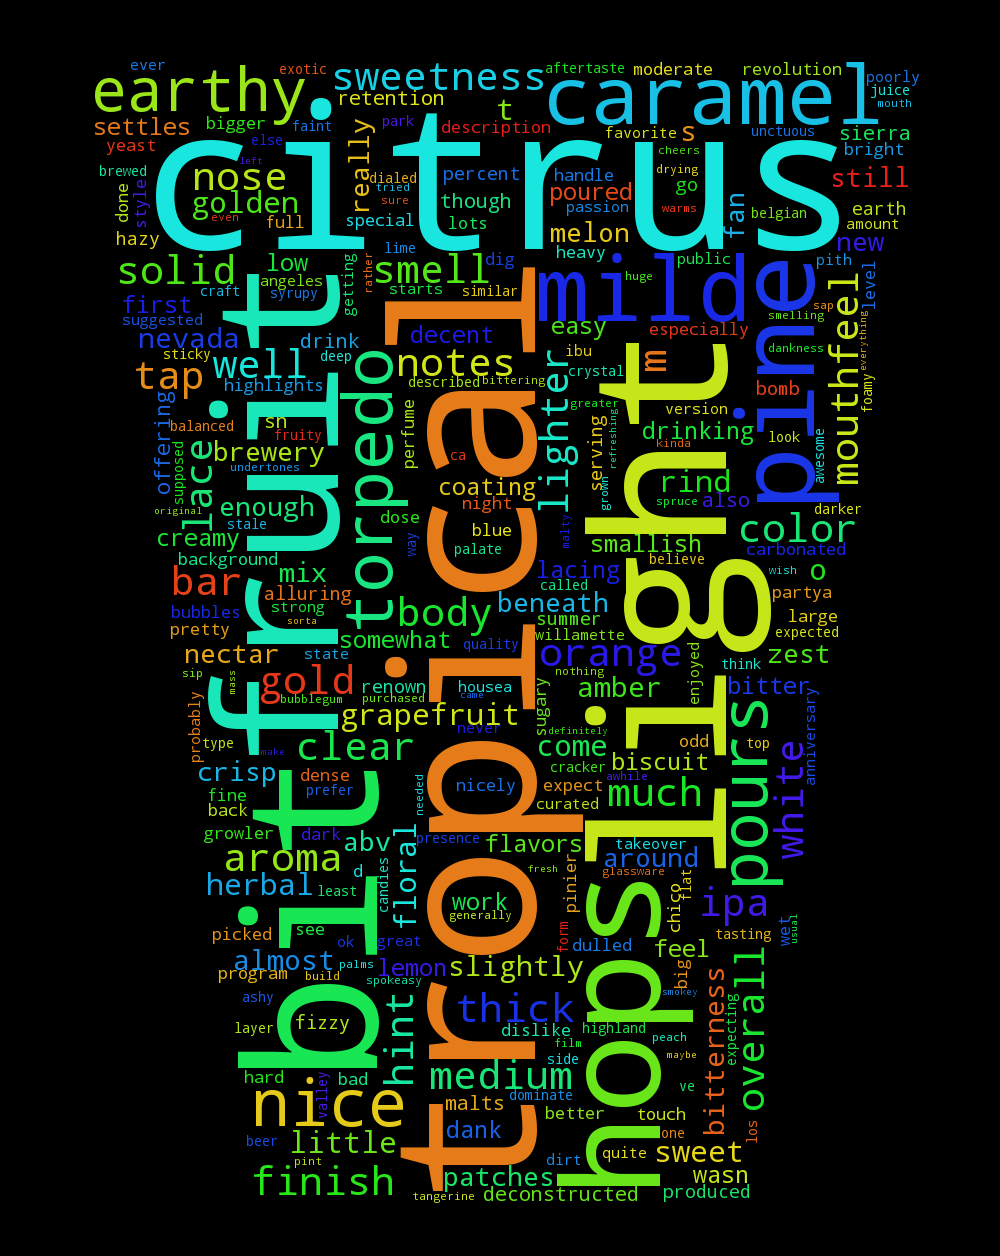 ever
exotic
sweetness
aftertaste
moderate
revolution
earthy
caramel
poorly
juice
mouth
retention
t
settles
bigger
faint
park
description
favorite
s
unctuous
sierra
yeast
else
really
citrus
cheers
bright
brewed
left
nose
dialed
percent
handle
drying
still
done
style
tried
sure
poured
go
golden
special
though
passion
warms
fan
belgian
earth
even
full
lots
melon
amount
hazy
lime
heavy
new
solid
low
getting
rather
smell
dig
public
pith
level
angeles
similar
huge
milde
pine
craft
syrupy
starts
sap
first
suggested
decent
easy
especially
smelling
mouthfeel
nevada
drink
sticky
well
deep
notes
ibu
m
dankness
everything
foamy
tap
highlights
described
bittering
crystal
bomb
offering
balanced
sn
torpedo
perfume
lighter
greater
version
light
fruit
fruity
serving
refreshing
drinking
look
awesome
brewery
kinda
lace
undertones
ca
coating
rind
supposed
original
enough
night
grown
spruce
also
darker
stale
dose
blue
color
creamy
way
palate
malty
smallish
carbonated
background
believe
mix
lacing
wish
o
bar
alluring
called
partya
bubbles
strong
body
beneath
large
pretty
sorta
summer
expected
somewhat
quality
willamette
nectar
state
orange
zest
sip
mass
gold
renown
housea
nothing
enjoyed
think
bubblegum
purchased
came
amber
bitter
probably
grapefruit
sugary
anniversary
type
clear
never
definitely
odd
top
make
come
pours
crisp
dense
tropical
cracker
biscuit
white
fine
prefer
needed
nicely
expect
awhile
much
back
curated
growler
dark
abv
presence
flavors
takeover
aroma
floral
around
bit
d
candies
fresh
pinier
glassware
herbal
least
work
flat
ipa
generally
chico
picked
see
ok
great
form
dulled
feel
tasting
wet
usual
almost
palms
lemon
slightly
hops
big
overall
program
build
spokeasy
ashy
hint
thick
smokey
bitterness
expecting
layer
fizzy
dislike
highland
film
peach
side
maybe
hard
valley
bad
medium
ve
nice
malts
dominate
better
touch
los
beer
little
dank
one
pint
dirt
quite
sweet
finish
patches
wasn
tangerine
deconstructed
produced